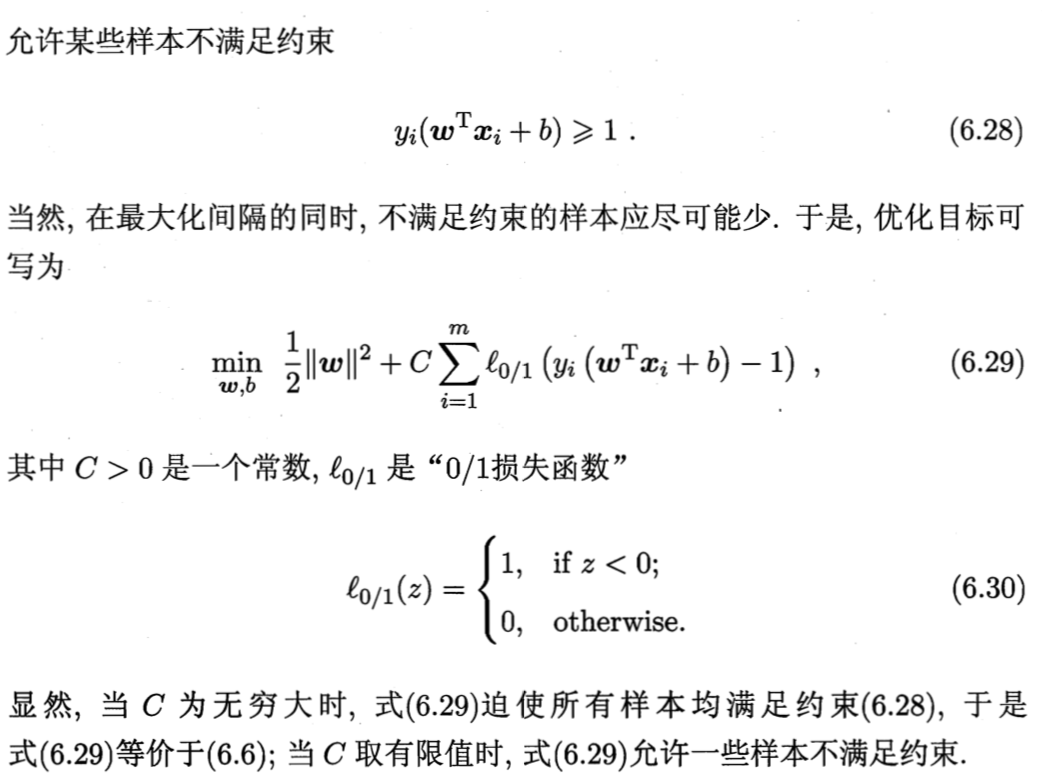 允许某些样本不满足约束
$y_i(\boldsymbol{w}^{\mathrm{T}}\boldsymbol{x}_i + b) \geqslant 1$ . (6.28)
当然, 在最大化间隔的同时, 不满足约束的样本应尽可能少. 于是, 优化目标可
写为
$\min_{\boldsymbol{w},b} \frac{1}{2}\|\boldsymbol{w}\|^2 + C\sum_{i=1}^{m} \ell_{0/1}\left(y_i\left(\boldsymbol{w}^{\mathrm{T}}\boldsymbol{x}_i + b\right) - 1\right)$ , (6.29)
其中 $C > 0$ 是一个常数, $\ell_{0/1}$ 是 “0/1损失函数”
$\ell_{0/1}(z) = \begin{cases} 1, & \text{if } z < 0; \\ 0, & \text{otherwise.} \end{cases}$ (6.30)
显然, 当 $C$ 为无穷大时, 式(6.29)迫使所有样本均满足约束(6.28), 于是
式(6.29)等价于(6.6); 当 $C$ 取有限值时, 式(6.29)允许一些样本不满足约束.